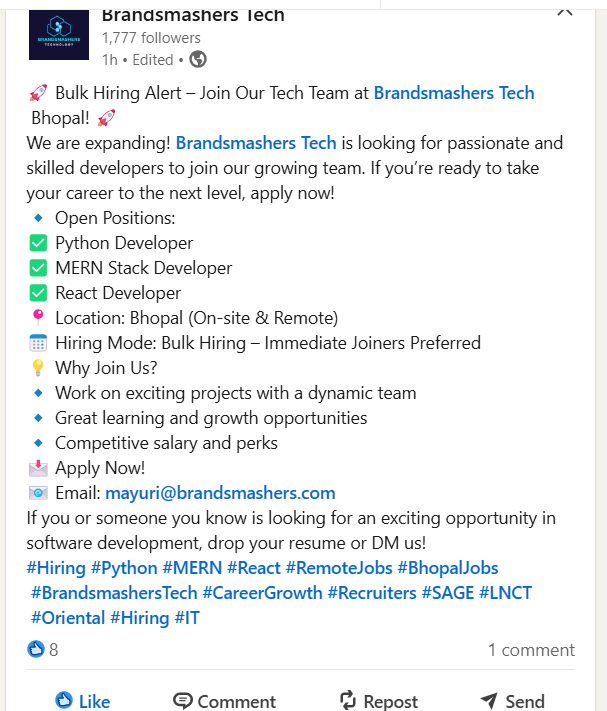 Brandsmashers Tech
BRANDSMASHERS
TECHNOLOGY
1,777 followers
1h • Edited •
🚀 Bulk Hiring Alert – Join Our Tech Team at Brandsmashers Tech
Bhopal! 🚀
We are expanding! Brandsmashers Tech is looking for passionate and
skilled developers to join our growing team. If you’re ready to take
your career to the next level, apply now!
🔹 Open Positions:
✅ Python Developer
✅ MERN Stack Developer
✅ React Developer
📍 Location: Bhopal (On-site & Remote)
📅 Hiring Mode: Bulk Hiring – Immediate Joiners Preferred
💡 Why Join Us?
🔹 Work on exciting projects with a dynamic team
🔹 Great learning and growth opportunities
🔹 Competitive salary and perks
📩 Apply Now!
📧 Email: mayuri@brandsmashers.com
If you or someone you know is looking for an exciting opportunity in
software development, drop your resume or DM us!
#Hiring #Python #MERN #React #RemoteJobs #BhopalJobs
#BrandsmashersTech #CareerGrowth #Recruiters #SAGE #LNCT
#Oriental #Hiring #IT
8 1 comment
Like Comment Repost Send